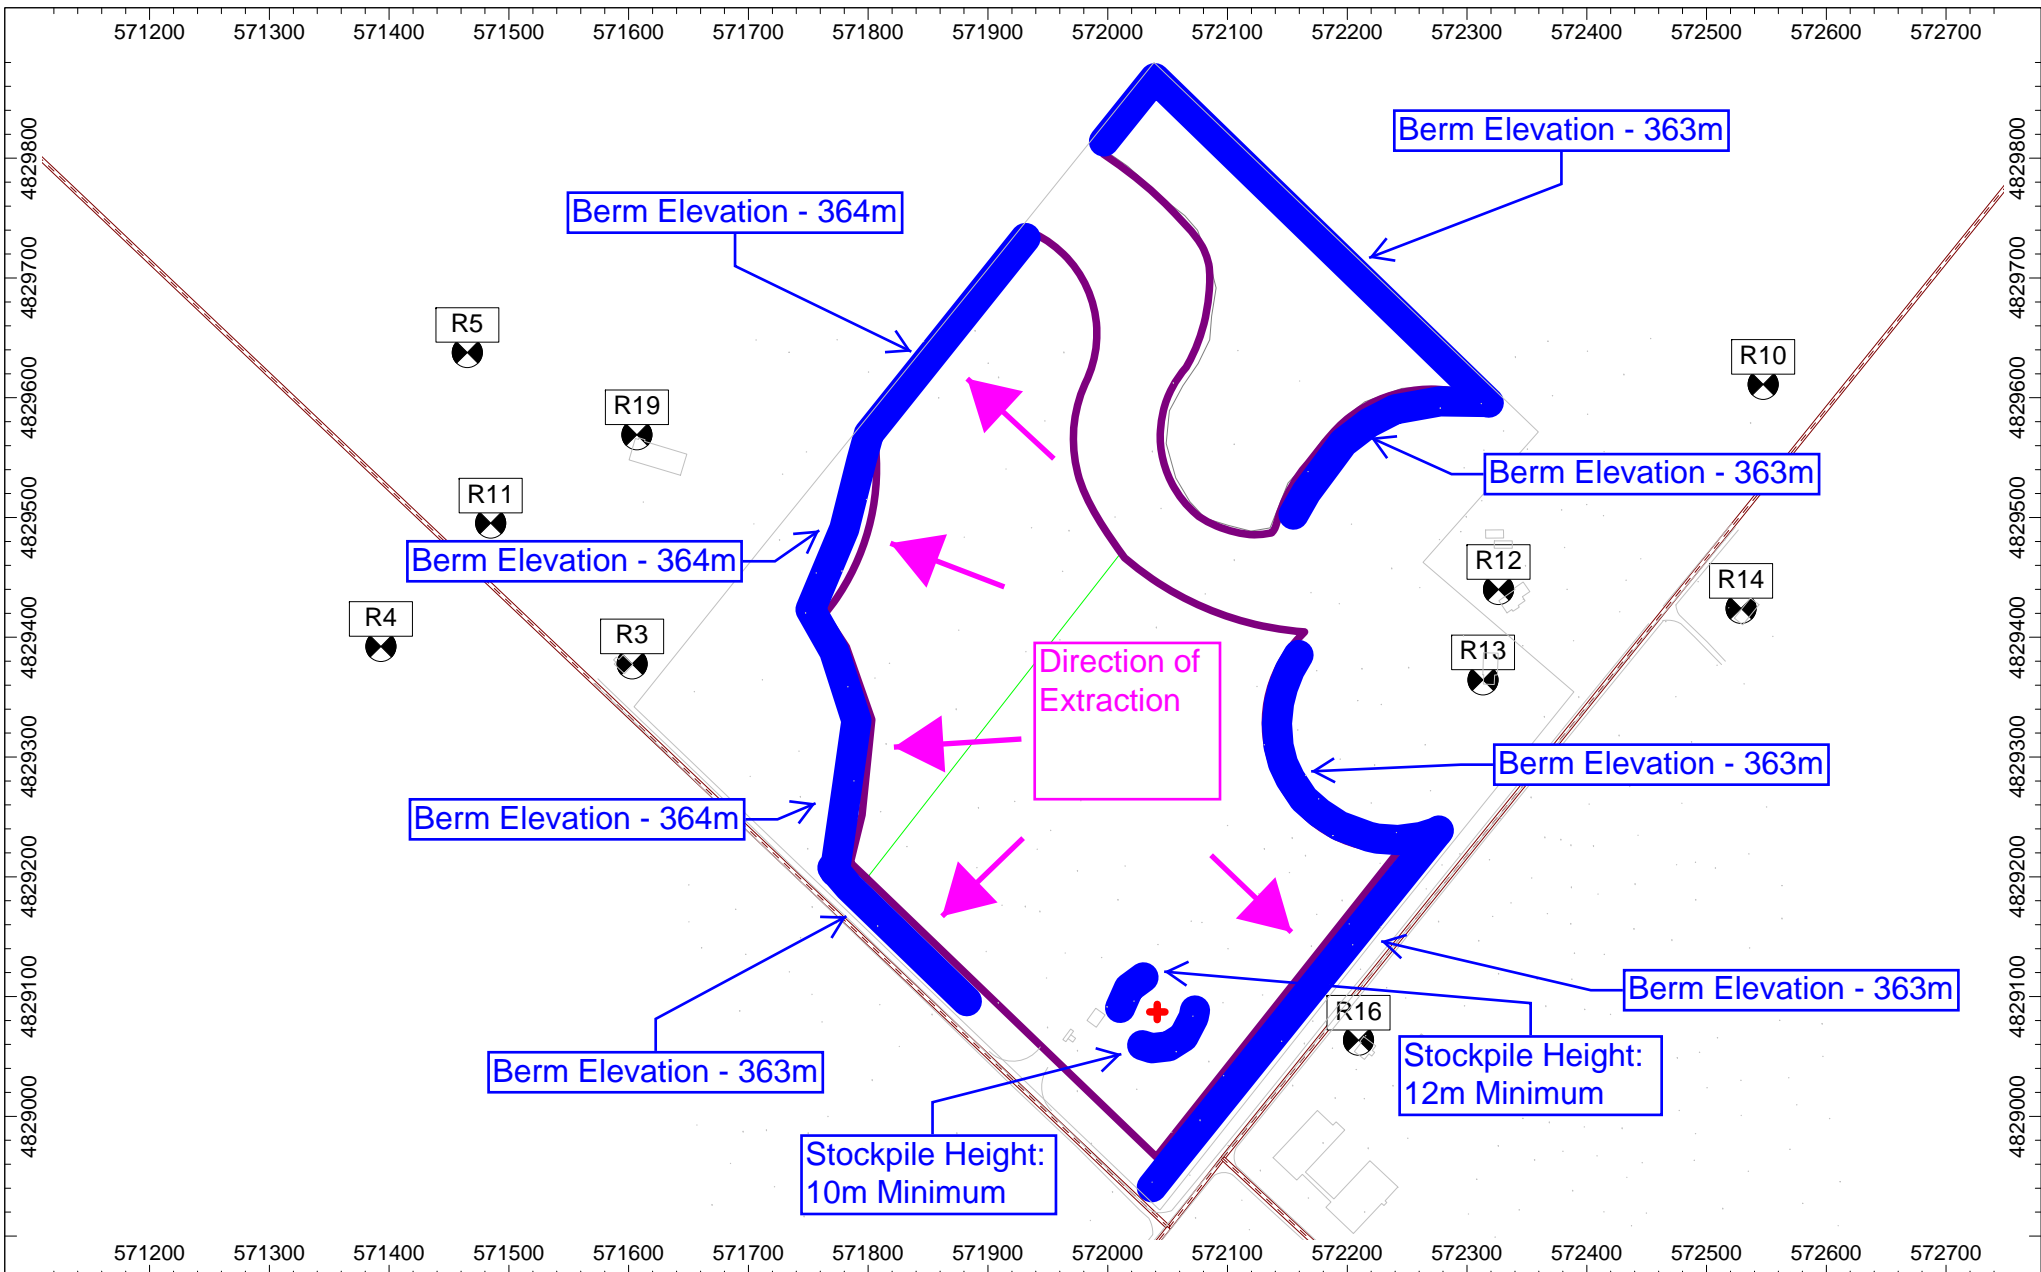 571200 571300 571400 571500 571600 571700 571800 571900 572000 572100 572200 572300 572400 572500 572600 572700
4829800
4829700
4829600
4829500
4829400
4829300
4829200
4829100
4829000
4829800
4829700
4829600
4829500
4829400
4829300
4829200
4829100
4829000
Berm Elevation - 363m
Berm Elevation - 364m
R5
R10
R19
Berm Elevation - 363m
R11
Berm Elevation - 364m
R12
R14
R4
R3
R13
Direction of
Extraction
Berm Elevation - 363m
Berm Elevation - 364m
Berm Elevation - 363m
R16
Berm Elevation - 363m
Stockpile Height:
12m Minimum
Stockpile Height:
10m Minimum
571200 571300 571400 571500 571600 571700 571800 571900 572000 572100 572200 572300 572400 572500 572600 572700